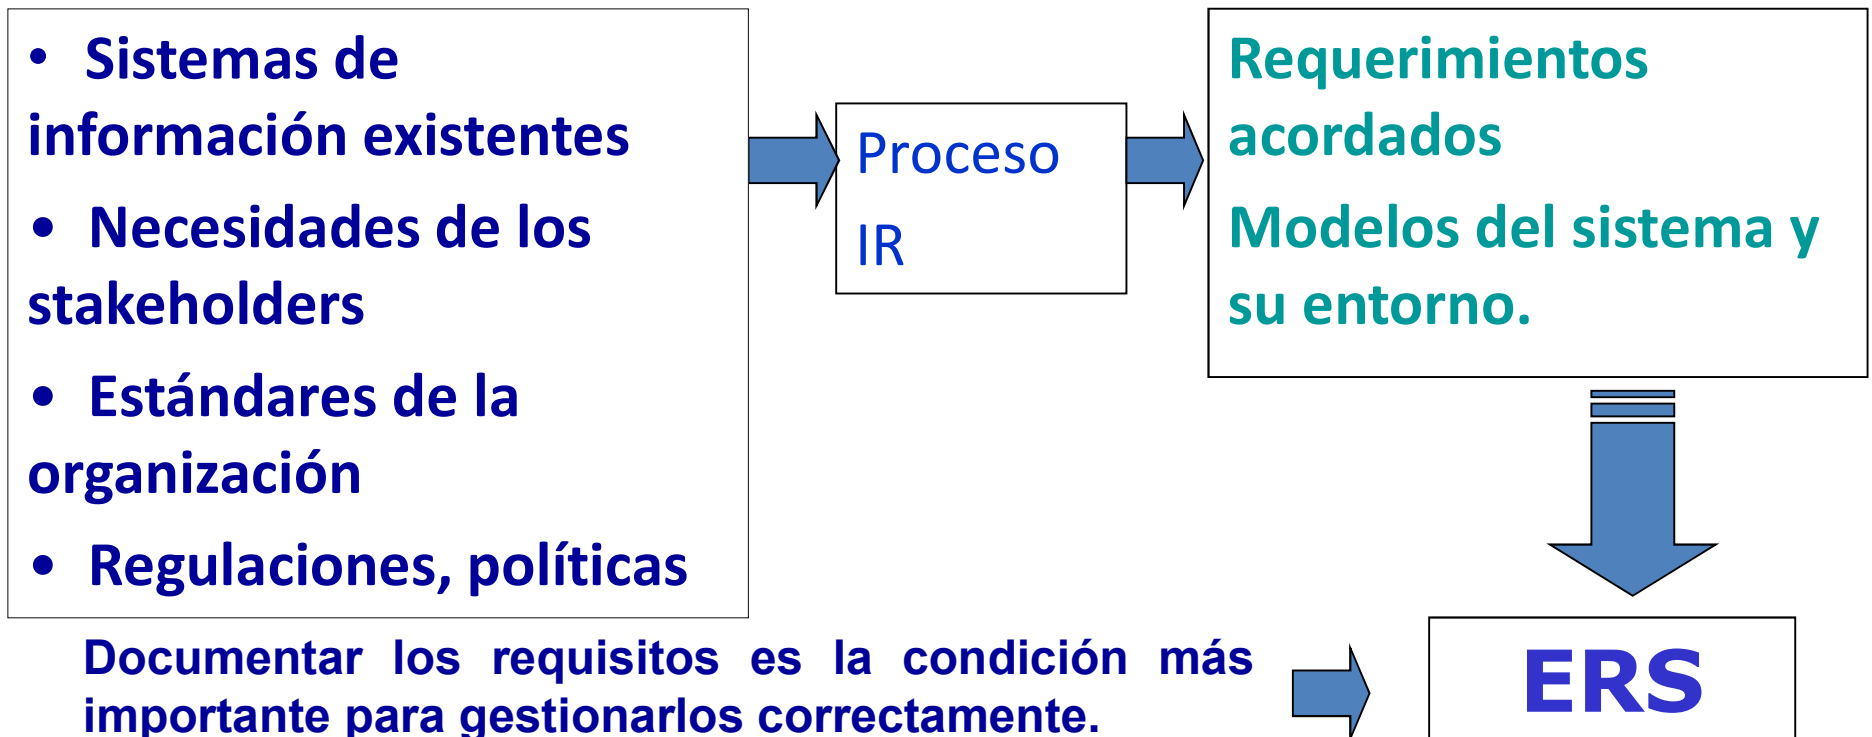 • Sistemas de
información existentes
• Necesidades de los
stakeholders
• Estándares de la
organización
• Regulaciones, políticas
Proceso
IR
Requerimientos
acordados
Modelos del sistema y
su entorno.
Documentar los requisitos es la condición más
importante para gestionarlos correctamente.
ERS